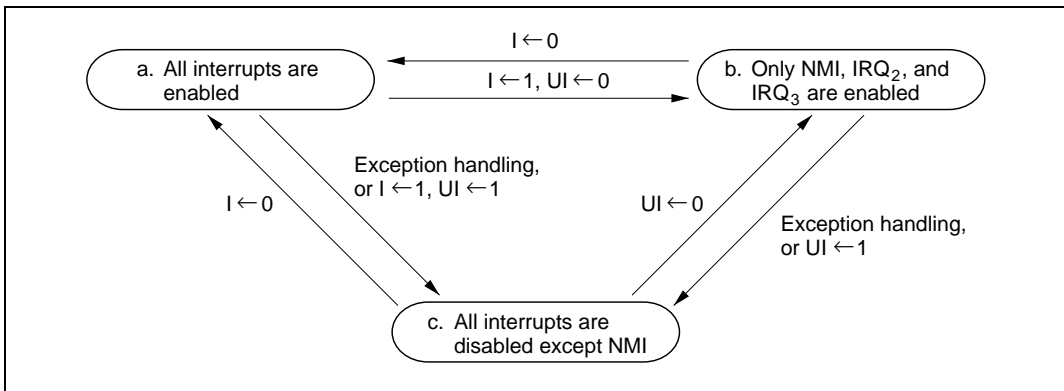 I ← 0
a. All interrupts are
enabled
I ← 1, UI ← 0
b. Only NMI, IRQ₂, and
IRQ₃ are enabled
Exception handling,
or I ← 1, UI ← 1
I ← 0
UI ← 0
Exception handling,
or UI ← 1
c. All interrupts are
disabled except NMI